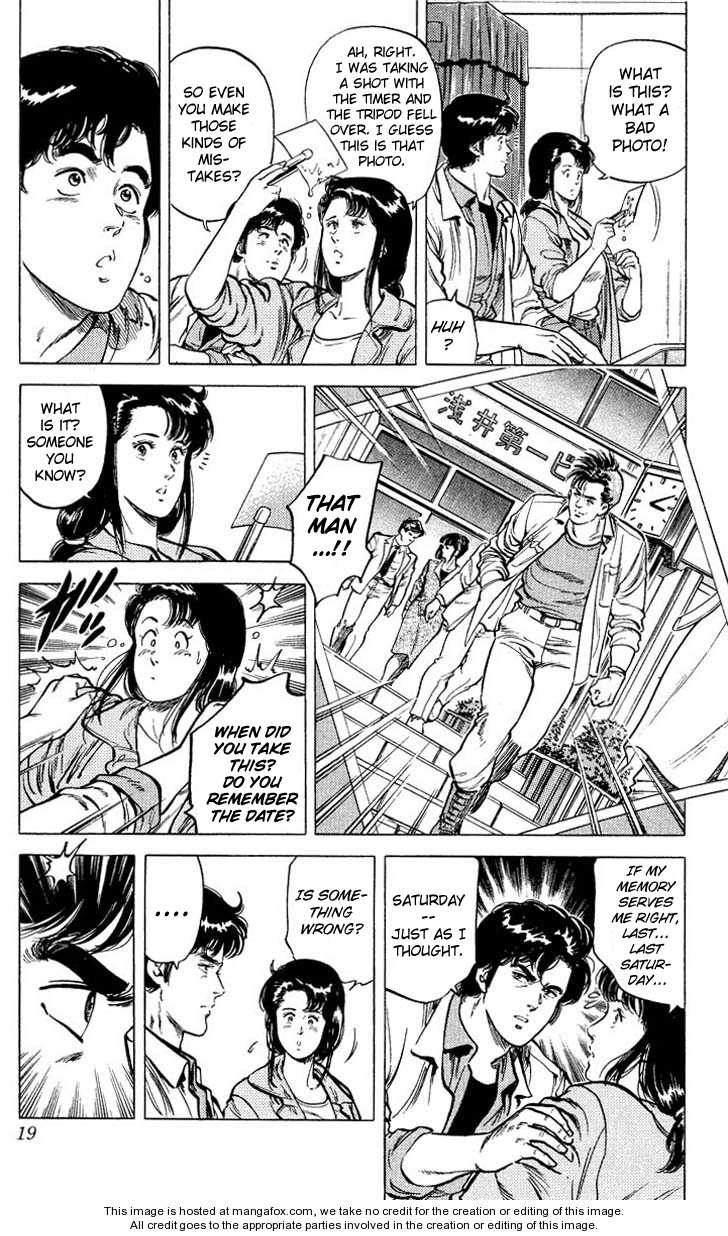 WHAT
IS THIS?
WHAT A
BAD
PHOTO!
HUH
?
AH, RIGHT.
I WAS TAKING
A SHOT WITH
THE TIMER AND
THE TRIPOD FELL
OVER. I GUESS
THIS IS THAT
PHOTO.
SO EVEN
YOU MAKE
THOSE
KINDS OF
MIS-
TAKES?
浅井第一ビ
THAT
MAN
...!!
WHAT
IS IT?
SOMEONE
YOU
KNOW?
ガッ
WHEN DID
YOU TAKE
THIS?
DO YOU
REMEMBER
THE DATE?
IF MY
MEMORY
SERVES
ME RIGHT,
LAST...
LAST
SATUR-
DAY...
SATURDAY
--
JUST AS I
THOUGHT.
IS SOME-
THING
WRONG?
....
19
This image is hosted at mangafox.com, we take no credit for the creation or editing of this image.
All credit goes to the appropriate parties involved in the creation or editing of this image.